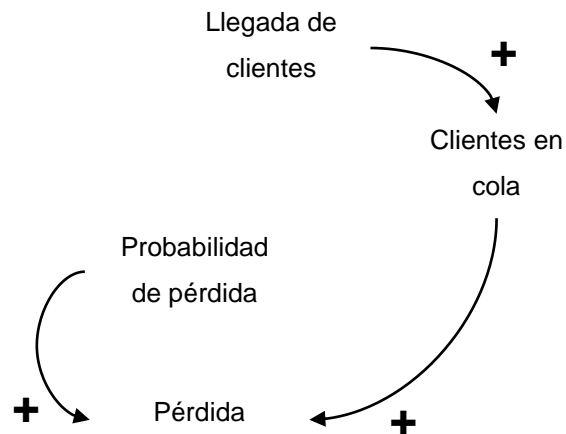 Llegada de
clientes
+
Clientes en
cola
Probabilidad
de pérdida
+
Pérdida
+